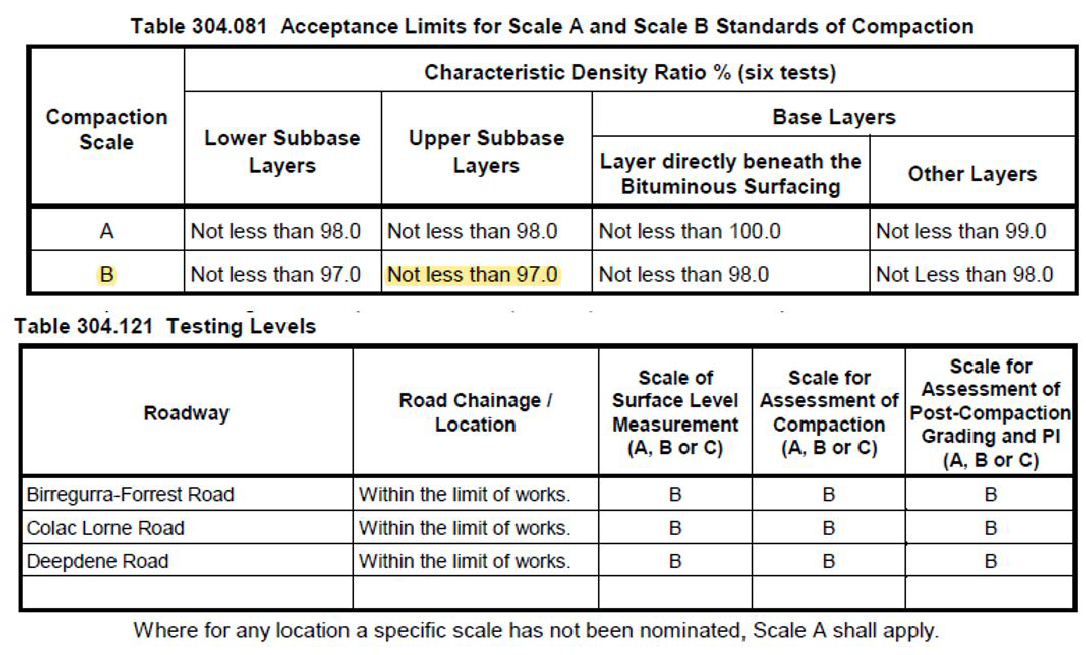 Table 304.081 Acceptance Limits for Scale A and Scale B Standards of Compaction
Compaction Scale
Characteristic Density Ratio % (six tests)
Lower Subbase Layers
Upper Subbase Layers
Base Layers
Layer directly beneath the Bituminous Surfacing
Other Layers
A Not less than 98.0 Not less than 98.0 Not less than 100.0 Not less than 99.0
B Not less than 97.0 Not less than 97.0 Not less than 98.0 Not Less than 98.0
Table 304.121 Testing Levels
Roadway
Road Chainage / Location
Scale of Surface Level Measurement (A, B or C)
Scale for Assessment of Compaction (A, B or C)
Scale for Assessment of Post-Compaction Grading and PI (A, B or C)
Birregurra-Forrest Road Within the limit of works. B B B
Colac Lorne Road Within the limit of works. B B B
Deepdene Road Within the limit of works. B B B
Where for any location a specific scale has not been nominated, Scale A shall apply.